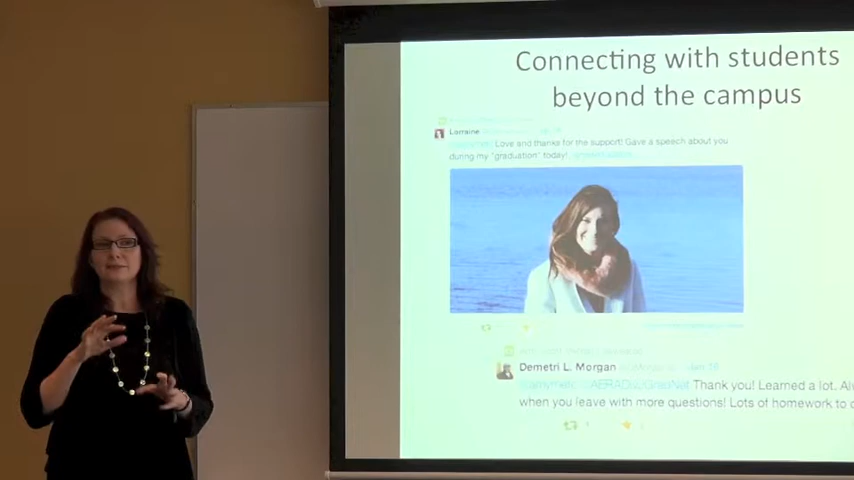 Connecting with students
beyond the campus
Lorraine
Love and thanks for the support! Gave a speech about you
during my "graduation" today!
Demetri L. Morgan
Thank you! Learned a lot.
when you leave with more questions! Lots of homework to